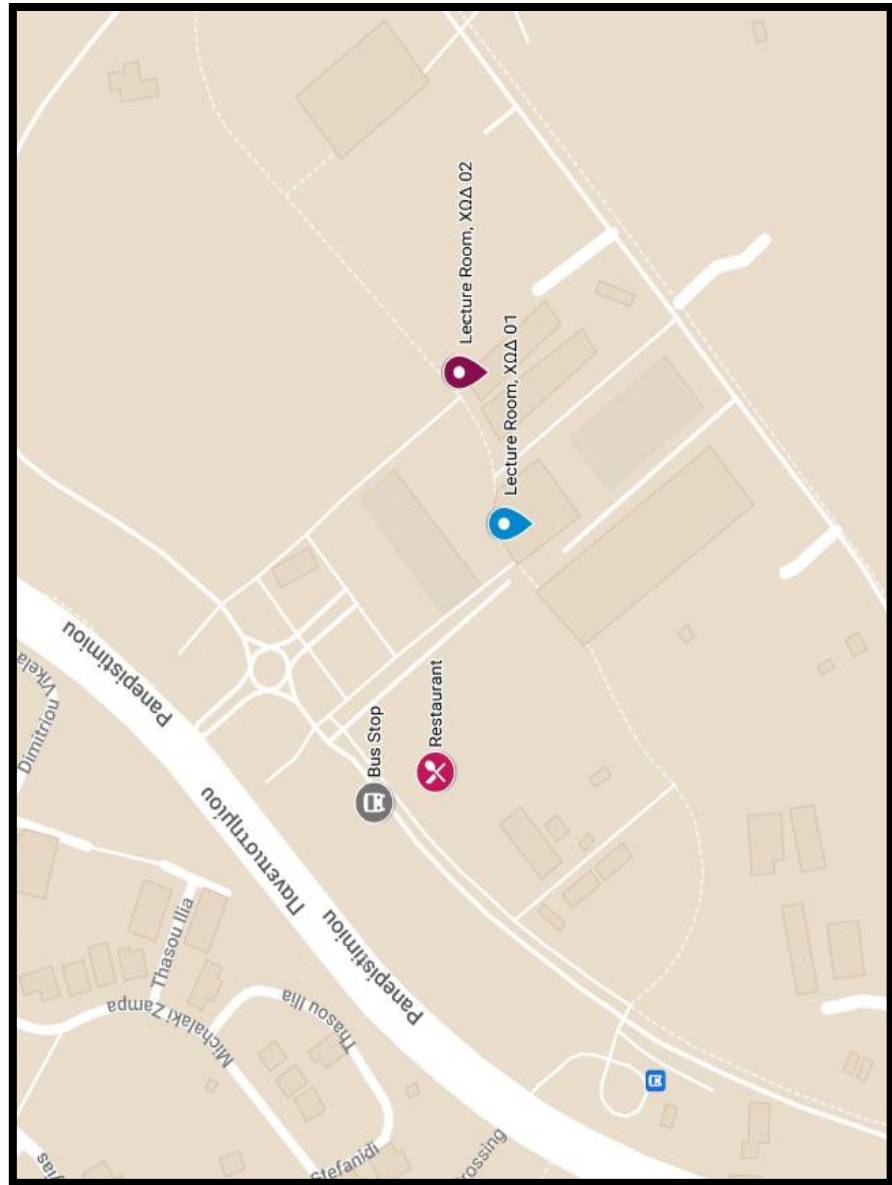 Lecture Room, ΧΩΔ 02
Lecture Room, ΧΩΔ 01
Bus Stop
Restaurant
Panepistimiou
Dimitriou Vikela
Πανεπιστημίου
Panepistimiou
Thasou Ilia
Michalaki Zampa
Thasou Ilia
Stefanidi
rossing